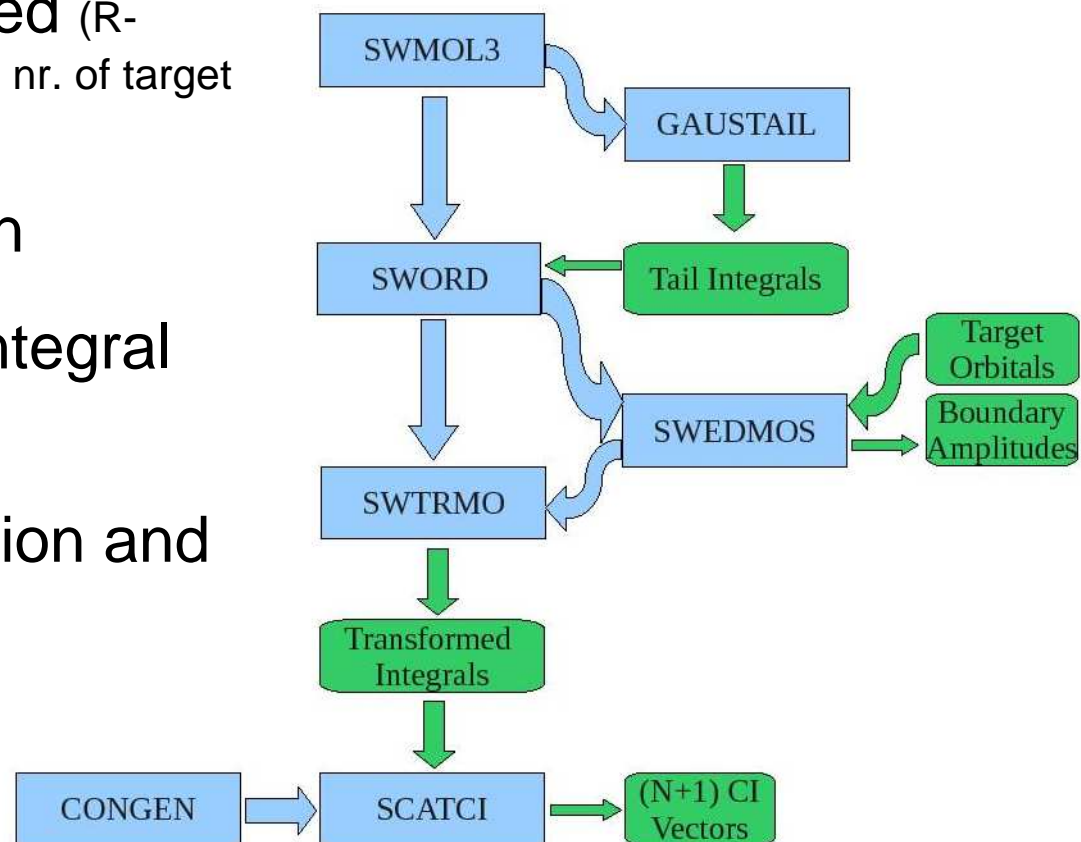 ed (R-
nr. of target
n
ntegral
ion and
SWMOL3
GAUSTAIL
SWORD
Tail Integrals
Target
Orbitals
SWEDMOS
Boundary
Amplitudes
SWTRMO
Transformed
Integrals
CONGEN
SCATCI
(N+1) CI
Vectors